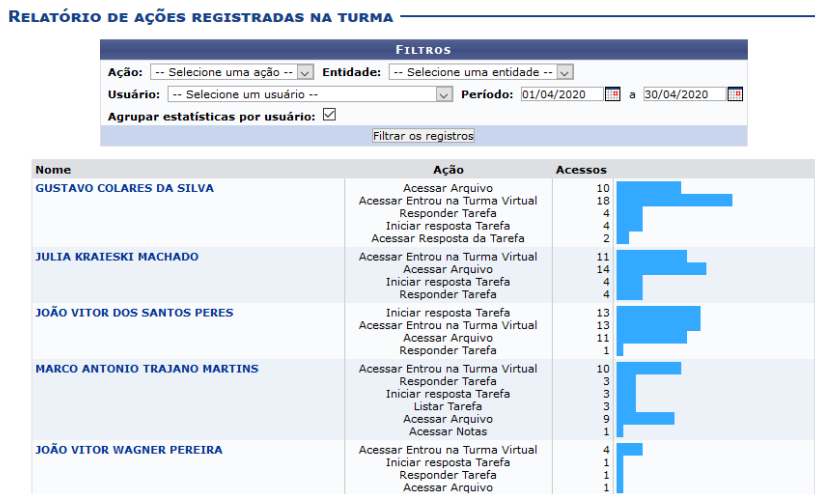 RELATÓRIO DE AÇÕES REGISTRADAS NA TURMA
FILTROS
Ação: -- Selecione uma ação -- Entidade: -- Selecione uma entidade --
Usuário: -- Selecione um usuário -- Período: 01/04/2020 a 30/04/2020
Agrupar estatísticas por usuário:
Filtrar os registros
Nome Ação Acessos
GUSTAVO COLARES DA SILVA Acessar Arquivo 10
Acessar Entrou na Turma Virtual 18
Responder Tarefa 4
Iniciar resposta Tarefa 4
Acessar Resposta da Tarefa 2
JULIA KRAIESKI MACHADO Acessar Entrou na Turma Virtual 11
Acessar Arquivo 14
Iniciar resposta Tarefa 4
Responder Tarefa 4
JOÃO VITOR DOS SANTOS PERES Iniciar resposta Tarefa 13
Acessar Entrou na Turma Virtual 13
Acessar Arquivo 11
Responder Tarefa 1
MARCO ANTONIO TRAJANO MARTINS Acessar Entrou na Turma Virtual 10
Responder Tarefa 3
Iniciar resposta Tarefa 3
Listar Tarefa 3
Acessar Arquivo 9
Acessar Notas 1
JOÃO VITOR WAGNER PEREIRA Acessar Entrou na Turma Virtual 4
Iniciar resposta Tarefa 1
Responder Tarefa 1
Acessar Arquivo 1